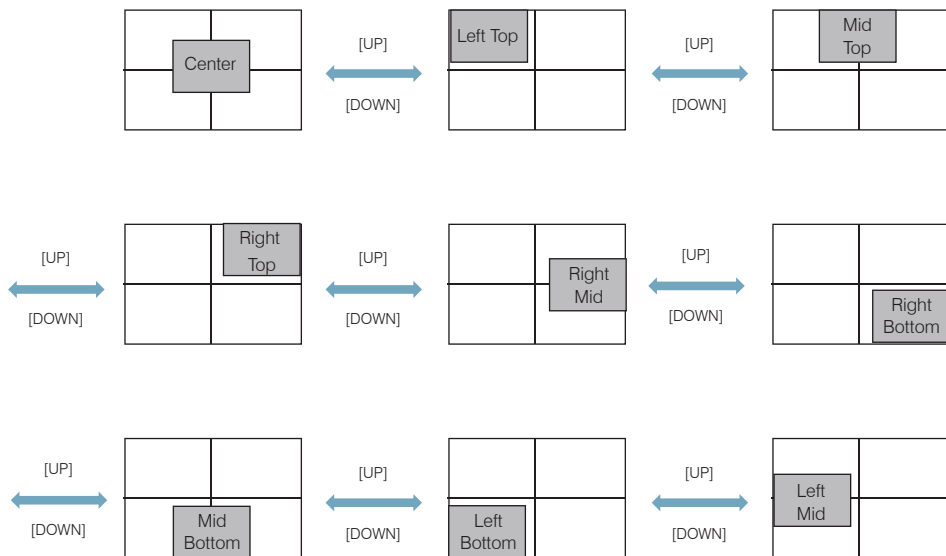 Center
[UP]
[DOWN]
Left Top
[UP]
[DOWN]
Mid
Top
[UP]
[DOWN]
Right
Top
[UP]
[DOWN]
Right
Mid
[UP]
[DOWN]
Right
Bottom
[UP]
[DOWN]
Mid
Bottom
[UP]
[DOWN]
Left
Bottom
[UP]
[DOWN]
Left
Mid